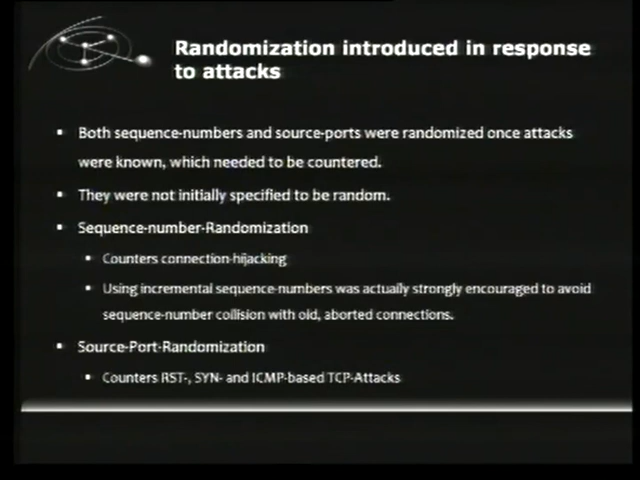 Randomization introduced in response
to attacks
Both sequence-numbers and source-ports were randomized once attacks
were known, which needed to be countered.
They were not initially specified to be random.
Sequence-number-Randomization
Counters connection-hijacking
Using incremental sequence-numbers was actually strongly encouraged to avoid
sequence-number collision with old, aborted connections.
Source-Port-Randomization
Counters RST-, SYN- and ICMP-based TCP-Attacks